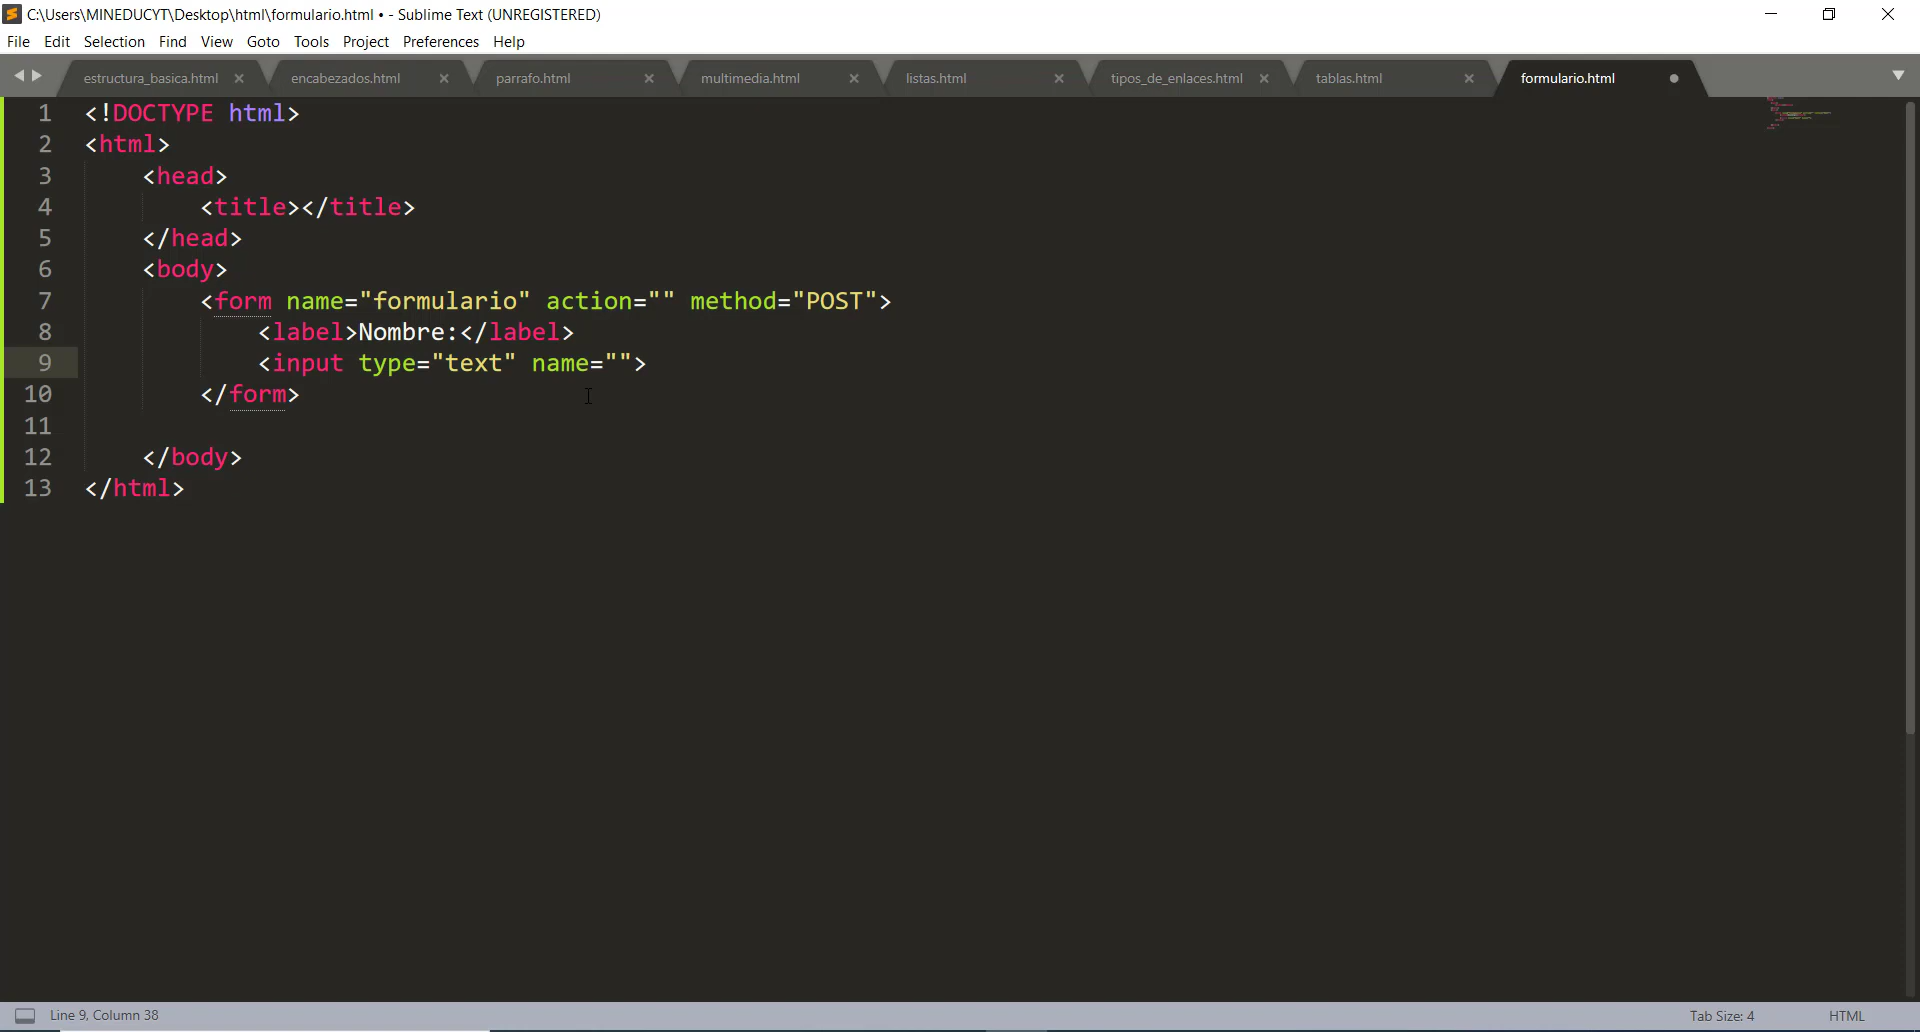 C:\Users\MINEDUCYT\Desktop\html\formulario.html • - Sublime Text (UNREGISTERED)
File Edit Selection Find View Goto Tools Project Preferences Help
estructura_basica.html encabezados.html parrafo.html multimedia.html listas.html tipos_de_enlaces.html tablas.html formulario.html
1 <!DOCTYPE html>
2 <html>
3 <head>
4 <title></title>
5 </head>
6 <body>
7 <form name="formulario" action="" method="POST">
8 <label>Nombre:</label>
9 <input type="text" name="">
10 </form>
11
12 </body>
13 </html>
Line 9, Column 38 Tab Size: 4 HTML